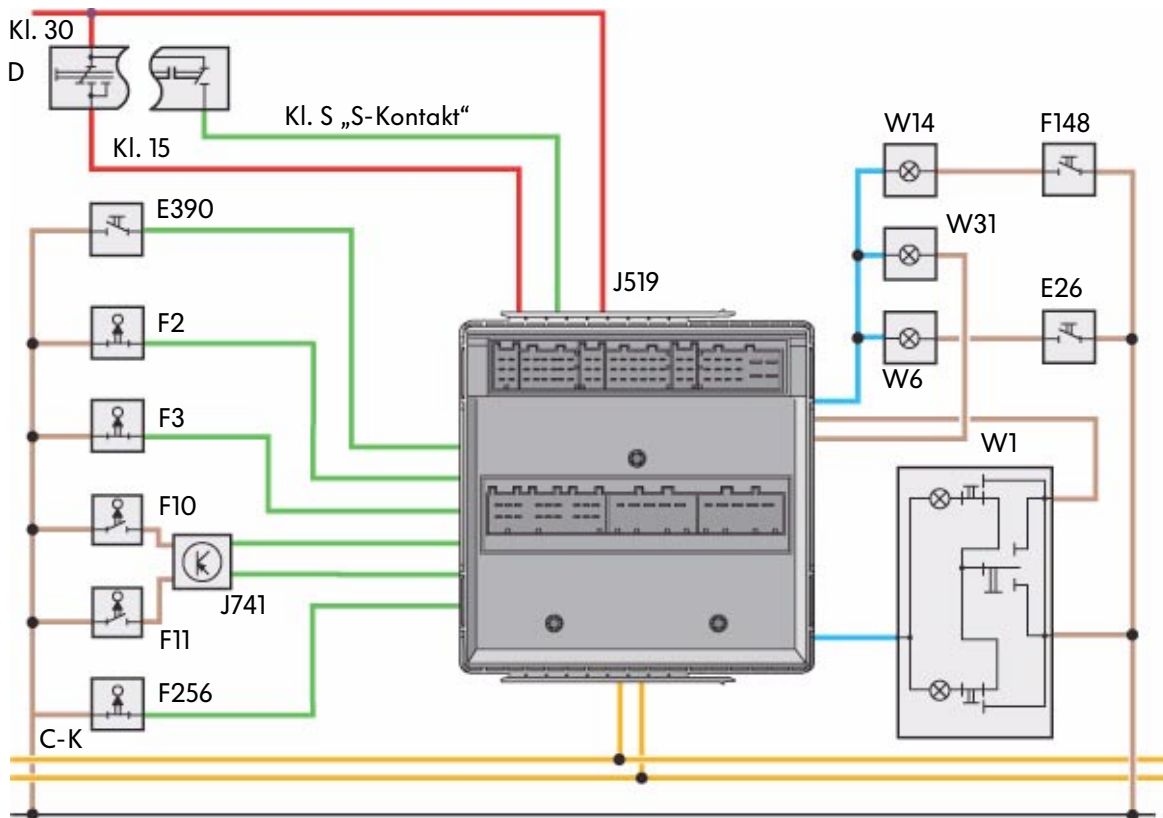 Kl. 30
D
Kl. S „S-Kontakt“
Kl. 15
W14
F148
E390
W31
J519
E26
F2
W6
F3
W1
F10
J741
F11
F256
C-K